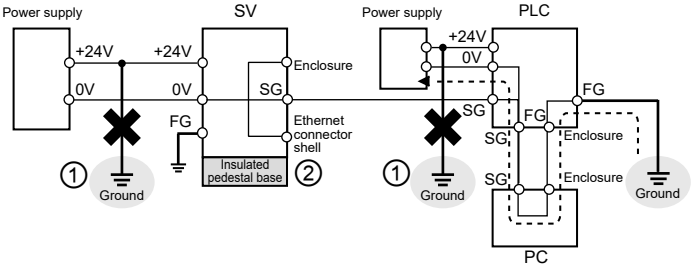 Power supply
SV
Power supply
PLC
+24V
+24V
+24V
0V
0V
0V
SG
Enclosure
FG
Ethernet
connector
shell
SG
FG
FG
SG
Enclosure
Insulated
pedestal base
1
2
1
Ground
Ground
SG
Enclosure
Ground
PC